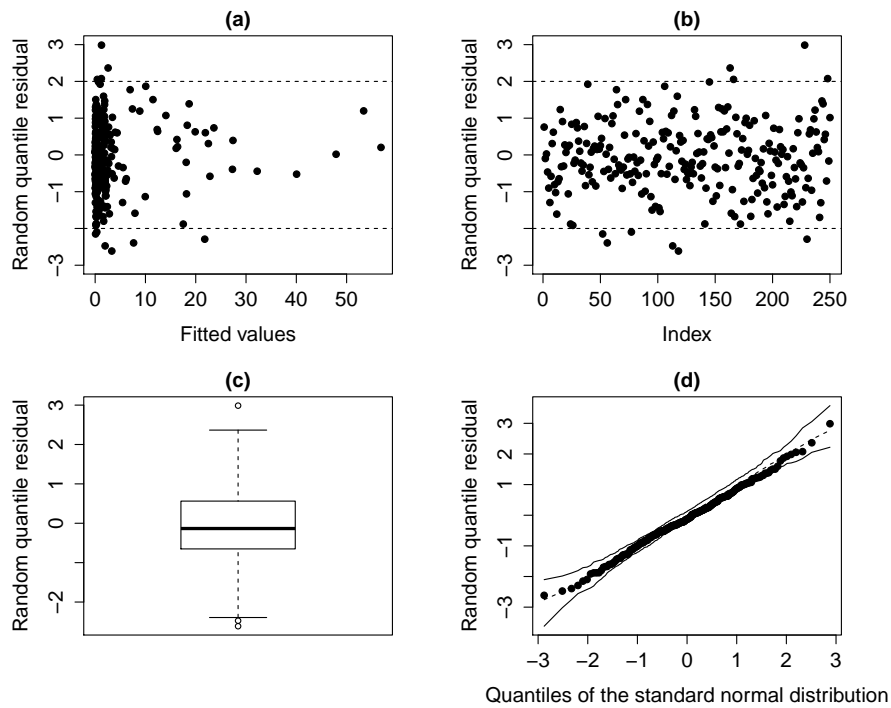 (a)
Random quantile residual
3
2
1
0
−1
−3
0 10 20 30 40 50
Fitted values
(b)
Random quantile residual
3
2
1
0
−1
−3
0 50 100 150 200 250
Index
(c)
Random quantile residual
3
2
0
−2
(d)
Random quantile residual
3
2
1
−1
−3
−3 −2 −1 0 1 2 3
Quantiles of the standard normal distribution